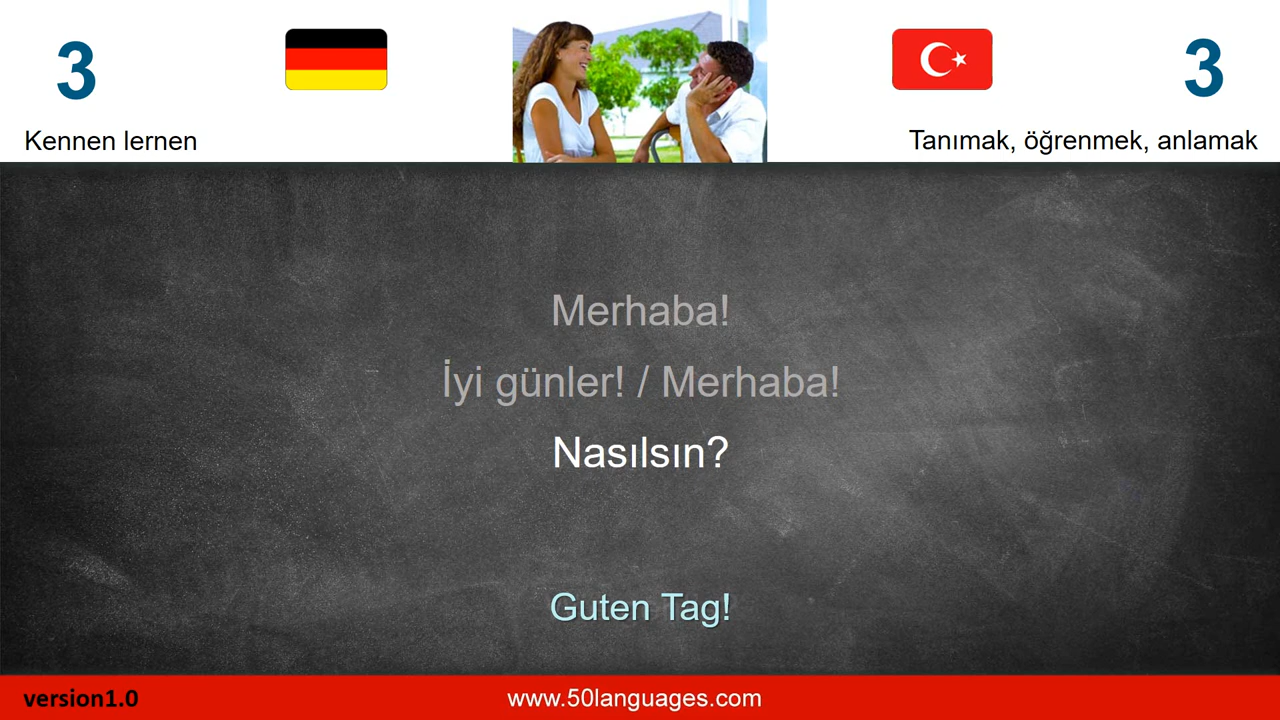 3
3
Kennen lernen
Tanımak, öğrenmek, anlamak
Merhaba!
İyi günler! / Merhaba!
Nasılsın?
Guten Tag!
version1.0
www.50languages.com